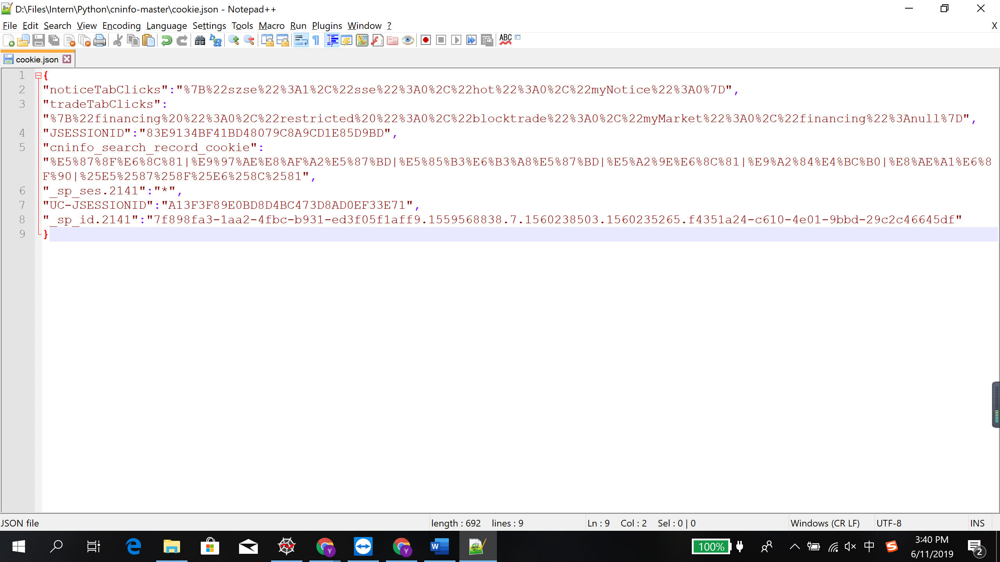 D:\Files\Intern\Python\cninfo-master\cookie.json - Notepad++
File Edit Search View Encoding Language Settings Tools Macro Run Plugins Window ? X
ABC
cookie.json
1 {
2 "noticeTabClicks":"%7B%22szse%22%3A1%2C%22sse%22%3A0%2C%22hot%22%3A0%2C%22myNotice%22%3A0%7D",
3 "tradeTabClicks":
"%7B%22financing%20%22%3A0%2C%22restricted%20%22%3A0%2C%22blocktrade%22%3A0%2C%22myMarket%22%3A0%2C%22financing%22%3Anull%7D",
4 "JSESSIONID":"83E9134BF41BD48079C8A9CD1E85D9BD",
5 "cninfo_search_record_cookie":
"%E5%87%8F%E6%8C%81|%E9%97%AE%E8%AF%A2%E5%87%BD|%E5%85%B3%E6%B3%A8%E5%87%BD|%E5%A2%9E%E6%8C%81|%E9%A2%84%E4%BC%B0|%E8%AE%A1%E6%8
F%90|%25E5%2587%258F%25E6%258C%2581",
6 "_sp_ses.2141":"*",
7 "UC-JSESSIONID":"A13F3F89E0BD8D4BC473D8AD0EF33E71",
8 "_sp_id.2141":"7f898fa3-1aa2-4fbc-b931-ed3f05f1aff9.1559568838.7.1560238503.1560235265.f4351a24-c610-4e01-9bbd-29c2c46645df"
9 }
JSON file length : 692 lines : 9 Ln : 9 Col : 2 Sel : 0 | 0 Windows (CR LF) UTF-8 INS
100% 中 3:40 PM
6/11/2019 2